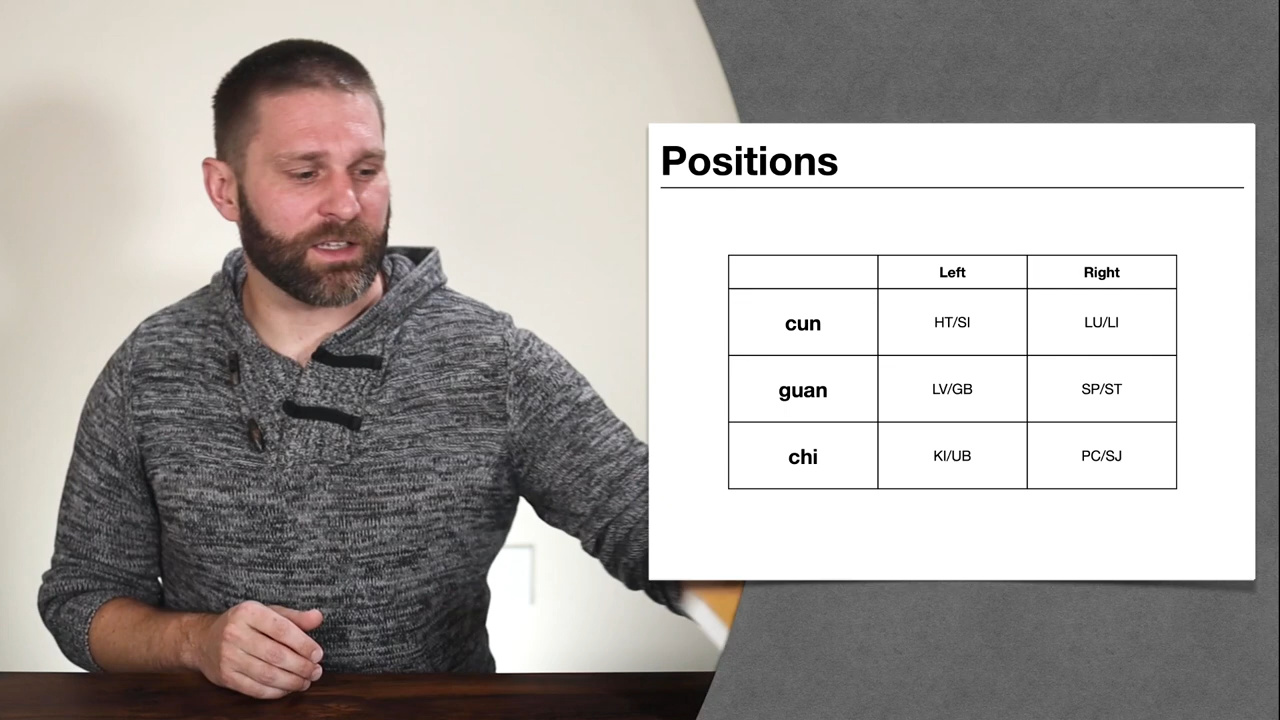 Positions
Left Right
cun HT/SI LU/LI
guan LV/GB SP/ST
chi KI/UB PC/SJ